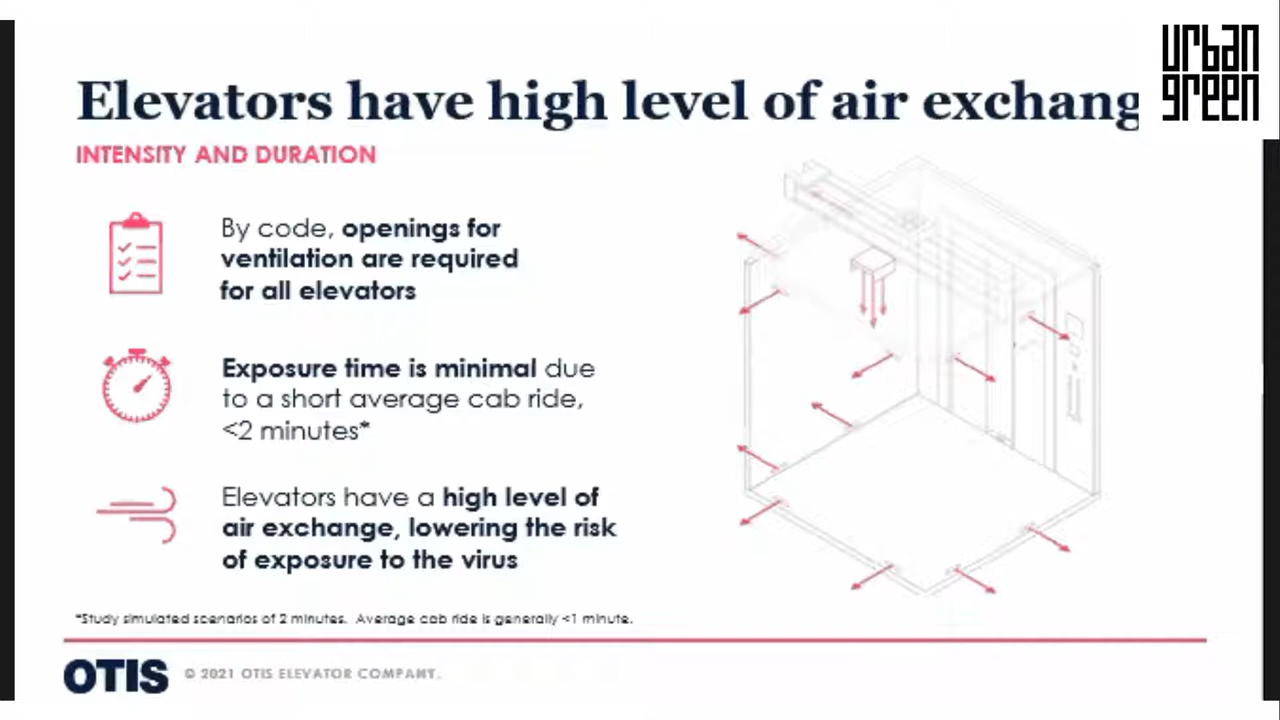 Elevators have high level of air exchang
urban
green
INTENSITY AND DURATION
By code, openings for
ventilation are required
for all elevators
Exposure time is minimal due
to a short average cab ride,
<2 minutes*
Elevators have a high level of
air exchange, lowering the risk
of exposure to the virus
*Study simulated scenarios of 2 minutes. Average cab ride is generally <1 minute.
OTIS © 2021 OTIS ELEVATOR COMPANY.